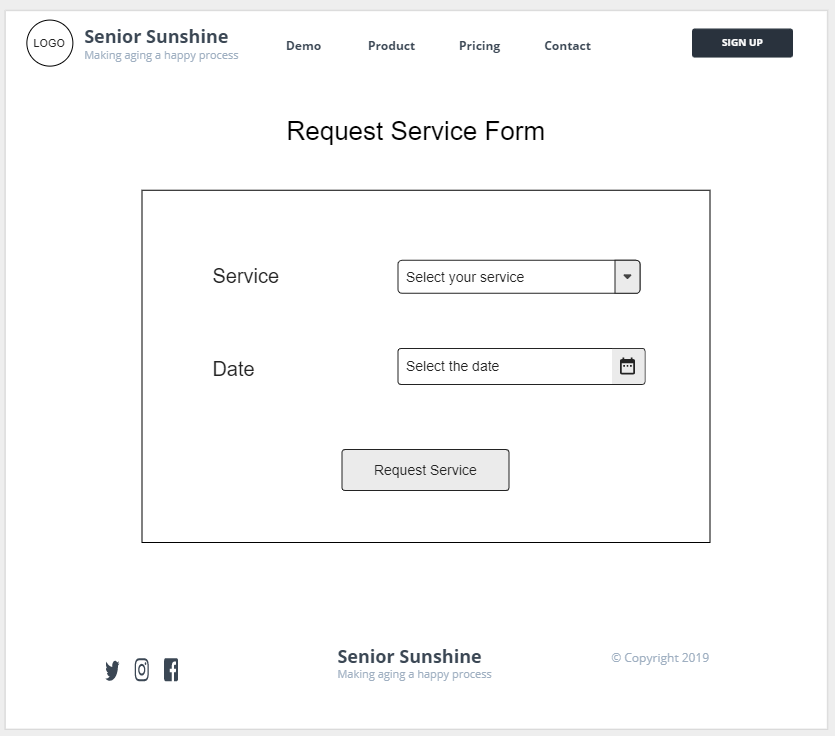 LOGO
Senior Sunshine
Making aging a happy process
Demo
Product
Pricing
Contact
SIGN UP
Request Service Form
Service
Select your service
Date
Select the date
Request Service
Senior Sunshine
Making aging a happy process
© Copyright 2019